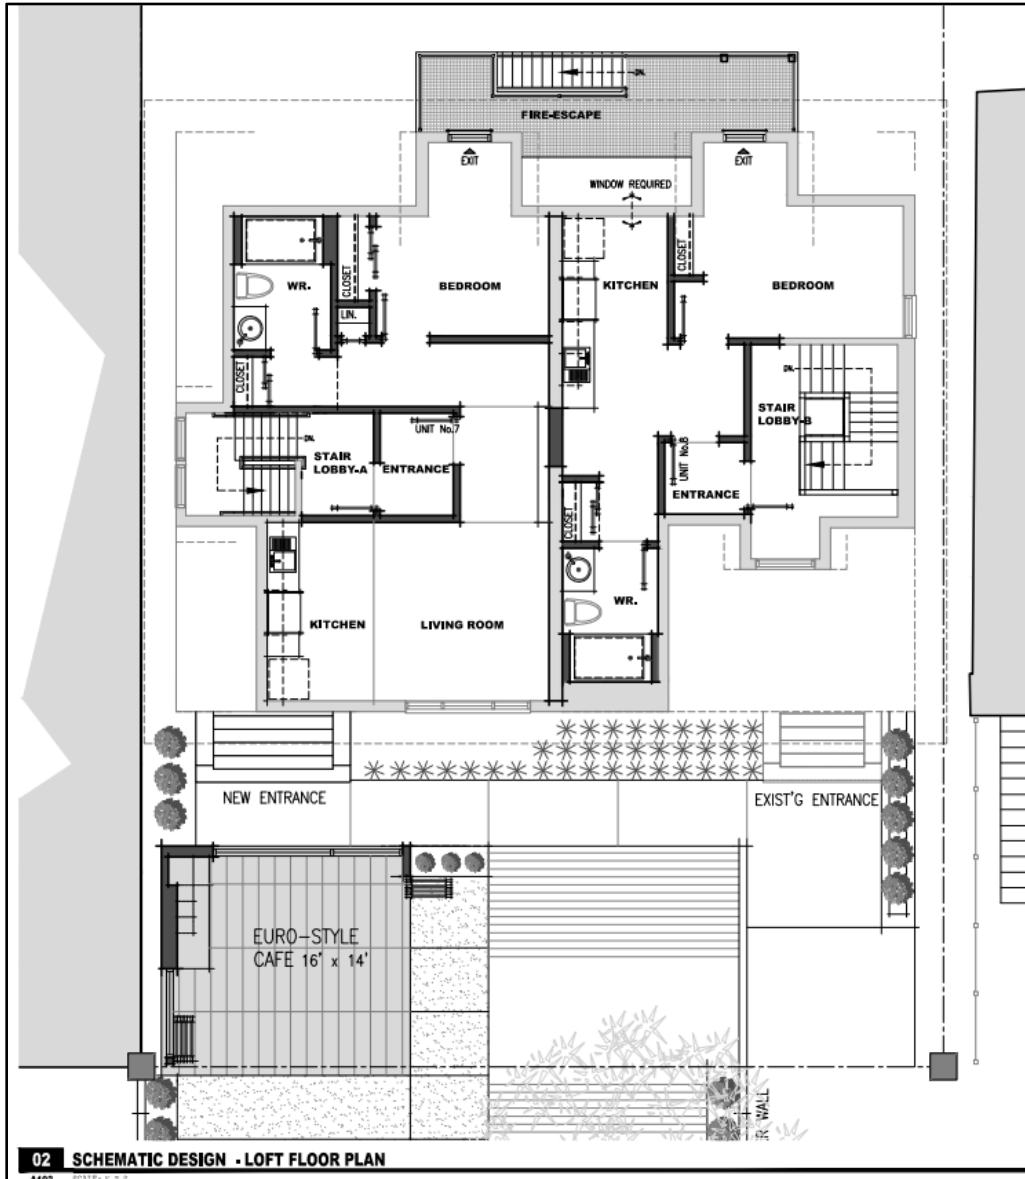 DN.
FIRE-ESCAPE
EXIT
EXIT
WINDOW REQUIRED
WR.
CLOSET
LIN.
BEDROOM
KITCHEN
CLOSET
BEDROOM
CLOSET
DN.
STAIR
LOBBY-B
UNIT No.7
DN.
STAIR
LOBBY-A
ENTRANCE
UNIT No.8
ENTRANCE
CLOSET
WR.
KITCHEN
LIVING ROOM
NEW ENTRANCE
EXIST'G ENTRANCE
EURO-STYLE
CAFE 16' x 14'
WALL
02 SCHEMATIC DESIGN - LOFT FLOOR PLAN